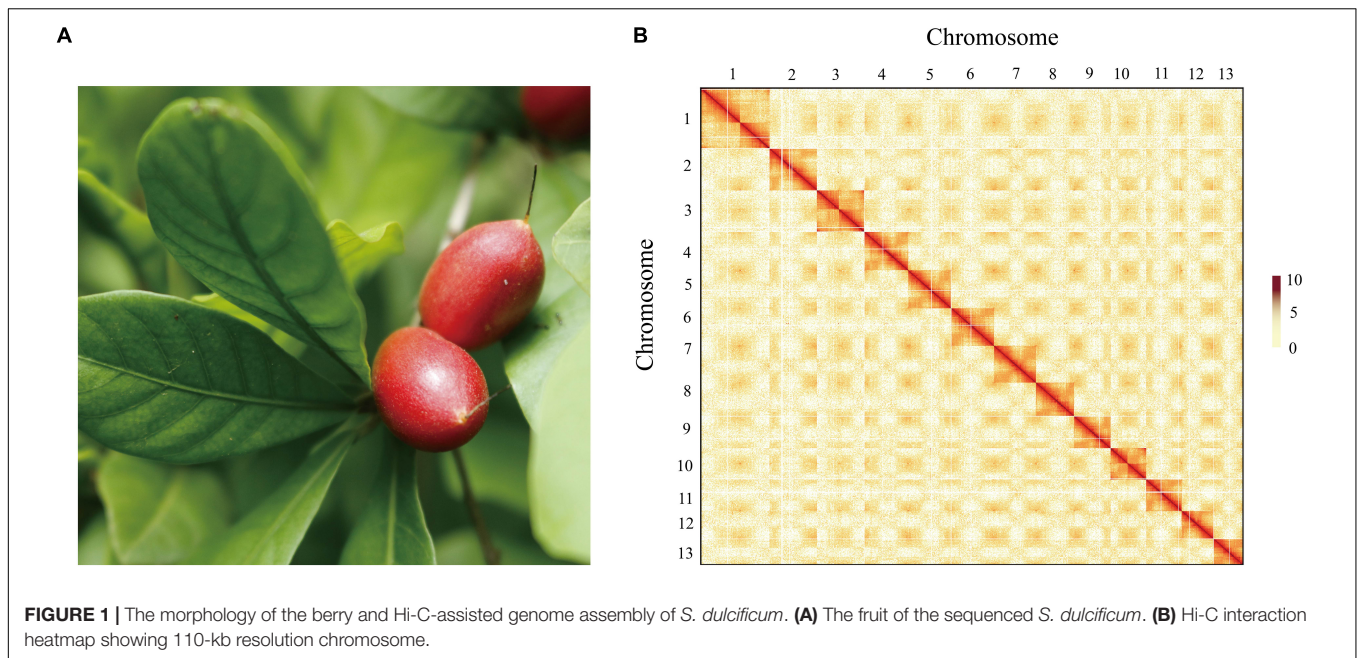 A
B
Chromosome
1 2 3 4 5 6 7 8 9 10 11 12 13
Chromosome
1
2
3
4
5
6
7
8
9
10
11
12
13
10
5
0
FIGURE 1 | The morphology of the berry and Hi-C-assisted genome assembly of S. dulcificum. (A) The fruit of the sequenced S. dulcificum. (B) Hi-C interaction
heatmap showing 110-kb resolution chromosome.